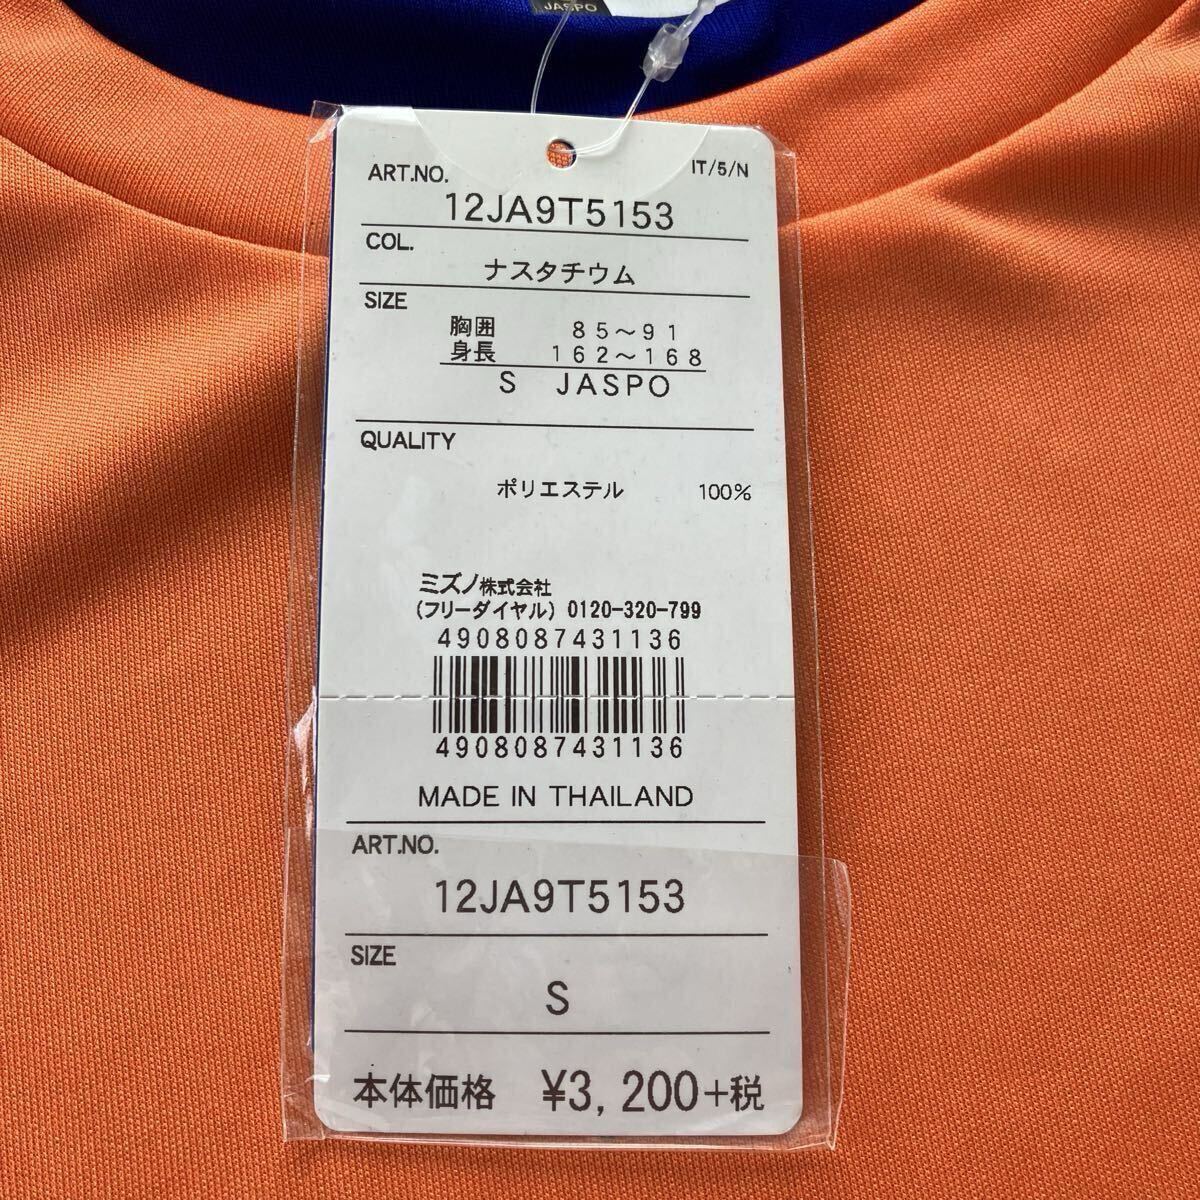 JASPO
ART.NO.
IT/5/N
12JA9T5153
COL.
ナスタチウム
SIZE
胸囲 85～91
身長 162～168
S JASPO
QUALITY
ポリエステル 100%
ミズノ株式会社
(フリーダイヤル) 0120-320-799
4908087431136
4908087431136
MADE IN THAILAND
ART.NO.
12JA9T5153
SIZE
S
本体価格 ¥3,200+税